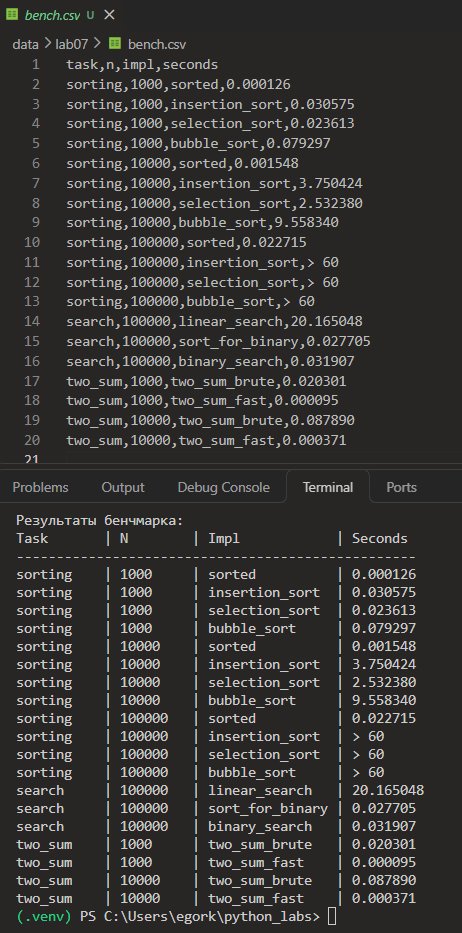 bench.csv U ×
data > lab07 > bench.csv
1 task,n,impl,seconds
2 sorting,1000,sorted,0.000126
3 sorting,1000,insertion_sort,0.030575
4 sorting,1000,selection_sort,0.023613
5 sorting,1000,bubble_sort,0.079297
6 sorting,10000,sorted,0.001548
7 sorting,10000,insertion_sort,3.750424
8 sorting,10000,selection_sort,2.532380
9 sorting,10000,bubble_sort,9.558340
10 sorting,100000,sorted,0.022715
11 sorting,100000,insertion_sort,> 60
12 sorting,100000,selection_sort,> 60
13 sorting,100000,bubble_sort,> 60
14 search,100000,linear_search,20.165048
15 search,100000,sort_for_binary,0.027705
16 search,100000,binary_search,0.031907
17 two_sum,1000,two_sum_brute,0.020301
18 two_sum,1000,two_sum_fast,0.000095
19 two_sum,10000,two_sum_brute,0.087890
20 two_sum,10000,two_sum_fast,0.000371
21
Problems Output Debug Console Terminal Ports
Результаты бенчмарка:
Task | N | Impl | Seconds
----------------------------------------------------
sorting | 1000 | sorted | 0.000126
sorting | 1000 | insertion_sort | 0.030575
sorting | 1000 | selection_sort | 0.023613
sorting | 1000 | bubble_sort | 0.079297
sorting | 10000 | sorted | 0.001548
sorting | 10000 | insertion_sort | 3.750424
sorting | 10000 | selection_sort | 2.532380
sorting | 10000 | bubble_sort | 9.558340
sorting | 100000 | sorted | 0.022715
sorting | 100000 | insertion_sort | > 60
sorting | 100000 | selection_sort | > 60
sorting | 100000 | bubble_sort | > 60
search | 100000 | linear_search | 20.165048
search | 100000 | sort_for_binary | 0.027705
search | 100000 | binary_search | 0.031907
two_sum | 1000 | two_sum_brute | 0.020301
two_sum | 1000 | two_sum_fast | 0.000095
two_sum | 10000 | two_sum_brute | 0.087890
two_sum | 10000 | two_sum_fast | 0.000371
(.venv) PS C:\Users\egork\python_labs>